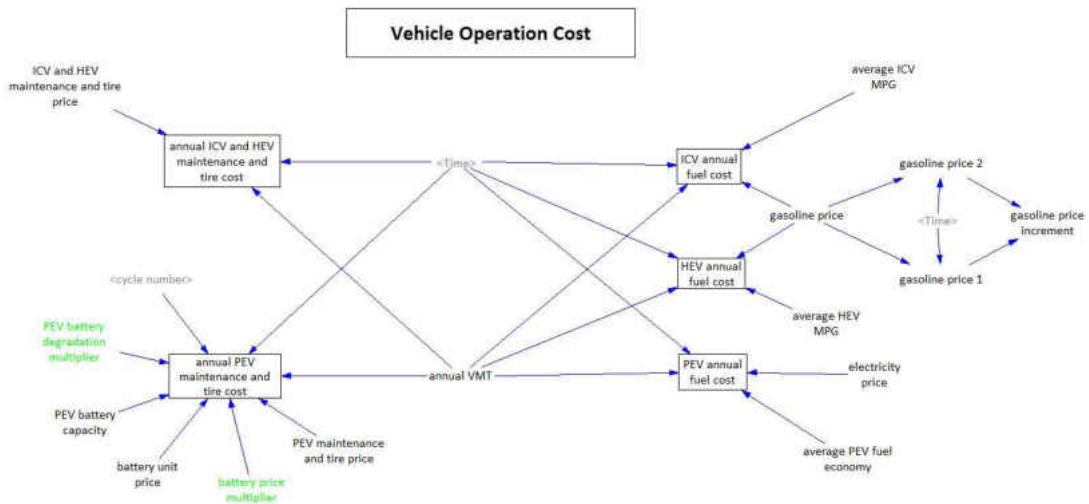 Vehicle Operation Cost
ICV and HEV
maintenance and tire
price
average ICV
MPG
annual ICV and HEV
maintenance and
tire cost
<Time>
ICV annual
fuel cost
gasoline price 2
gasoline price
<Time>
gasoline price
increment
HEV annual
fuel cost
gasoline price 1
<cycle number>
average HEV
MPG
PEV battery
degradation
multiplier
annual PEV
maintenance and
tire cost
annual VMT
PEV annual
fuel cost
electricity
price
PEV battery
capacity
PEV maintenance
and tire price
battery unit
price
battery price
multiplier
average PEV fuel
economy